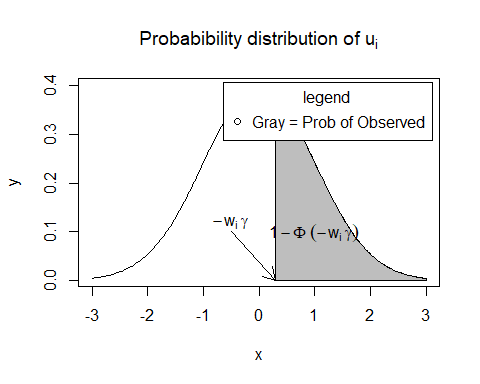 Probabibility distribution of uᵢ
legend
Gray = Prob of Observed
y
0.4
0.3
0.2
0.1
0.0
−wᵢ γ
1 − Φ (−wᵢ γ)
-3 -2 -1 0 1 2 3
x